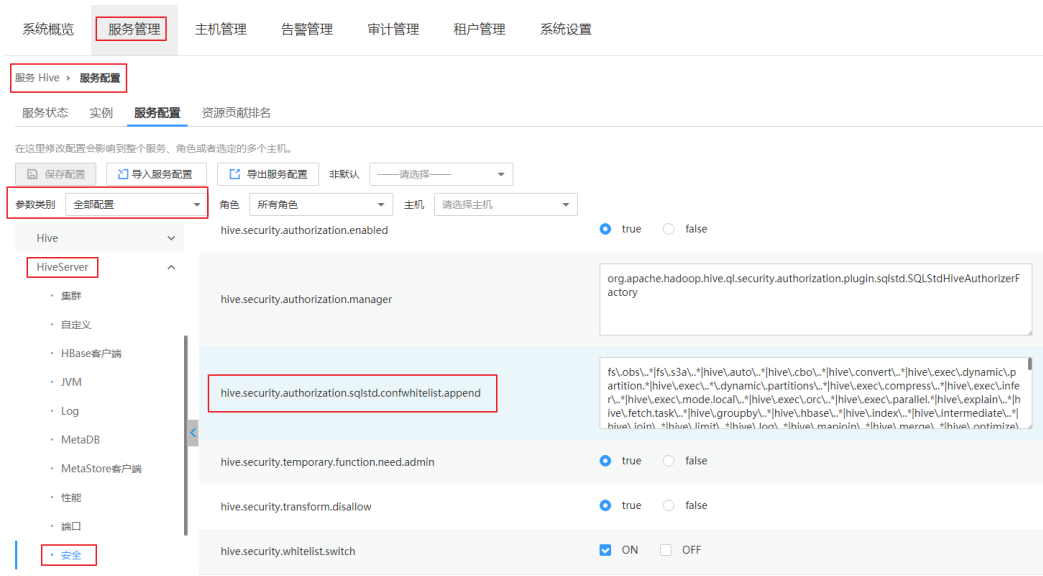 系统概览 服务管理 主机管理 告警管理 审计管理 租户管理 系统设置
服务 Hive › 服务配置
服务状态 实例 服务配置 资源贡献排名
在这里修改配置会影响到整个服务、角色或者选定的多个主机。
保存配置 导入服务配置 导出服务配置 非默认 ——请选择——
参数类别 全部配置 角色 所有角色 主机 请选择主机
Hive
HiveServer
· 集群
· 自定义
· HBase客户端
· JVM
· Log
· MetaDB
· MetaStore客户端
· 性能
· 端口
· 安全
hive.security.authorization.enabled true false
hive.security.authorization.manager
org.apache.hadoop.hive.ql.security.authorization.plugin.sqlstd.SQLStdHiveAuthorizerF
actory
hive.security.authorization.sqlstd.confwhitelist.append
fs\.obs\..*|fs\.s3a\..*|hive\.auto\..*|hive\.cbo\..*|hive\.convert\..*|hive\.exec\.dynamic\.p
artition.*|hive\.exec\..*\.dynamic\.partitions\..*|hive\.exec\.compress\..*|hive\.exec\.infe
r\..*|hive\.exec\.mode.local\..*|hive\.exec\.orc\..*|hive\.exec\.parallel.*|hive\.explain\..*|h
ive\.fetch.task\..*|hive\.groupby\..*|hive\.hbase\..*|hive\.index\..*|hive\.intermediate\..*|
hive\.join\..*|hive\.limit\..*|hive\.log\..*|hive\.mapjoin\..*|hive\.merge\..*|hive\.optimize\
hive.security.temporary.function.need.admin true false
hive.security.transform.disallow true false
hive.security.whitelist.switch ON OFF